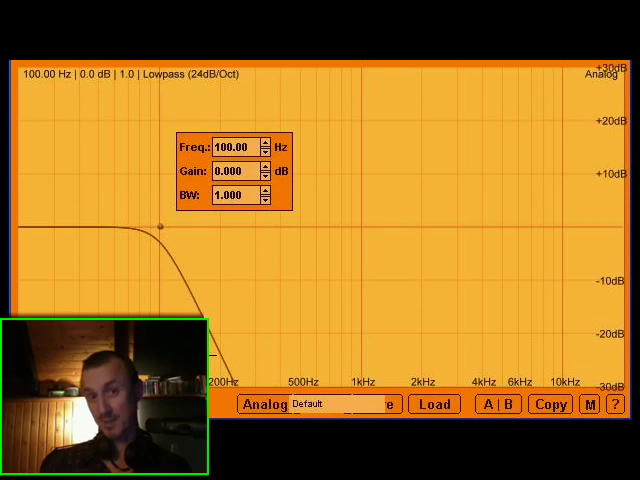 100.00 Hz | 0.0 dB | 1.0 | Lowpass (24dB/Oct)
+30dB
Analog
+20dB
Freq.: 100.00 Hz
Gain: 0.000 dB
BW: 1.000
+10dB
-10dB
-20dB
200Hz 500Hz 1kHz 2kHz 4kHz 6kHz 10kHz -30dB
Analog Default Load A | B Copy M ?